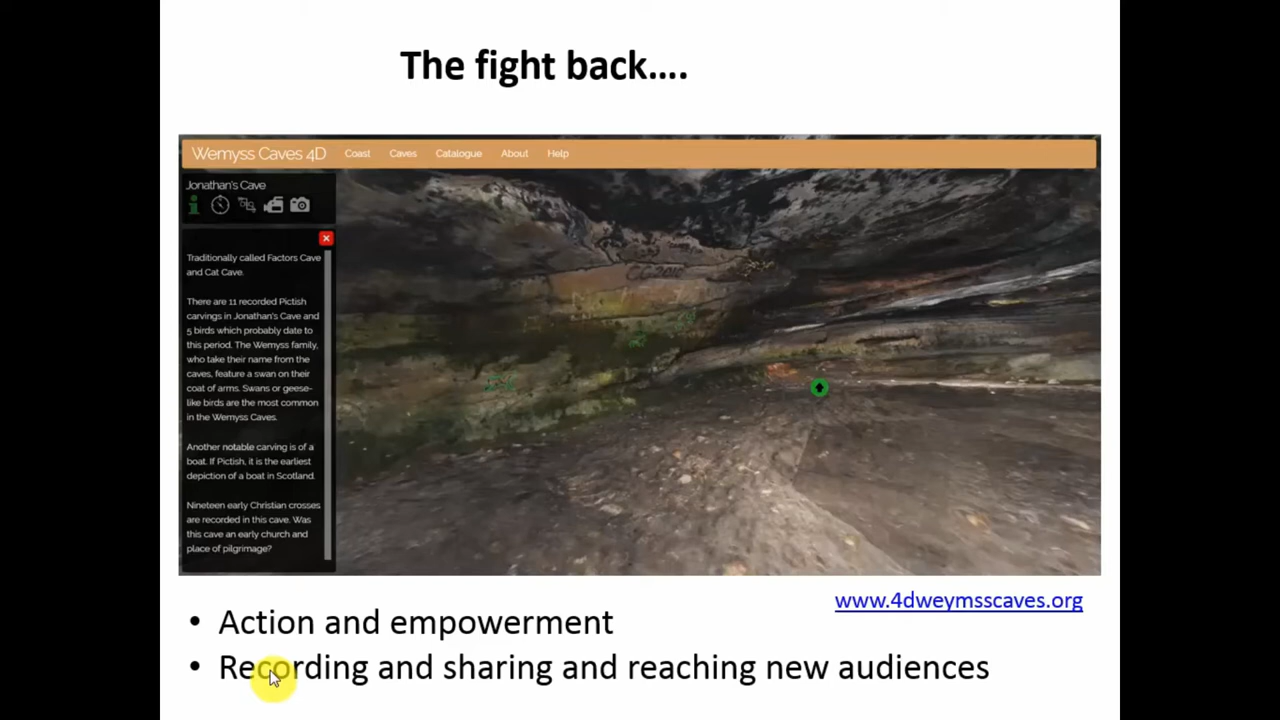 The fight back....
Wemyss Caves 4D Coast Caves Catalogue About Help
Jonathan's Cave
Traditionally called Factors Cave
and Cat Cave.
There are 11 recorded Pictish
carvings in Jonathan's Cave and
5 birds which probably date to
this period. The Wemyss family,
who take their name from the
caves, feature a swan on their
coat of arms. Swans or geese-
like birds are the most common
in the Wemyss Caves.
Another notable carving is of a
boat. If Pictish, it is the earliest
depiction of a boat in Scotland.
Nineteen early Christian crosses
are recorded in this cave. Was
this cave an early church and
place of pilgrimage?
www.4dweymsscaves.org
• Action and empowerment
• Recording and sharing and reaching new audiences